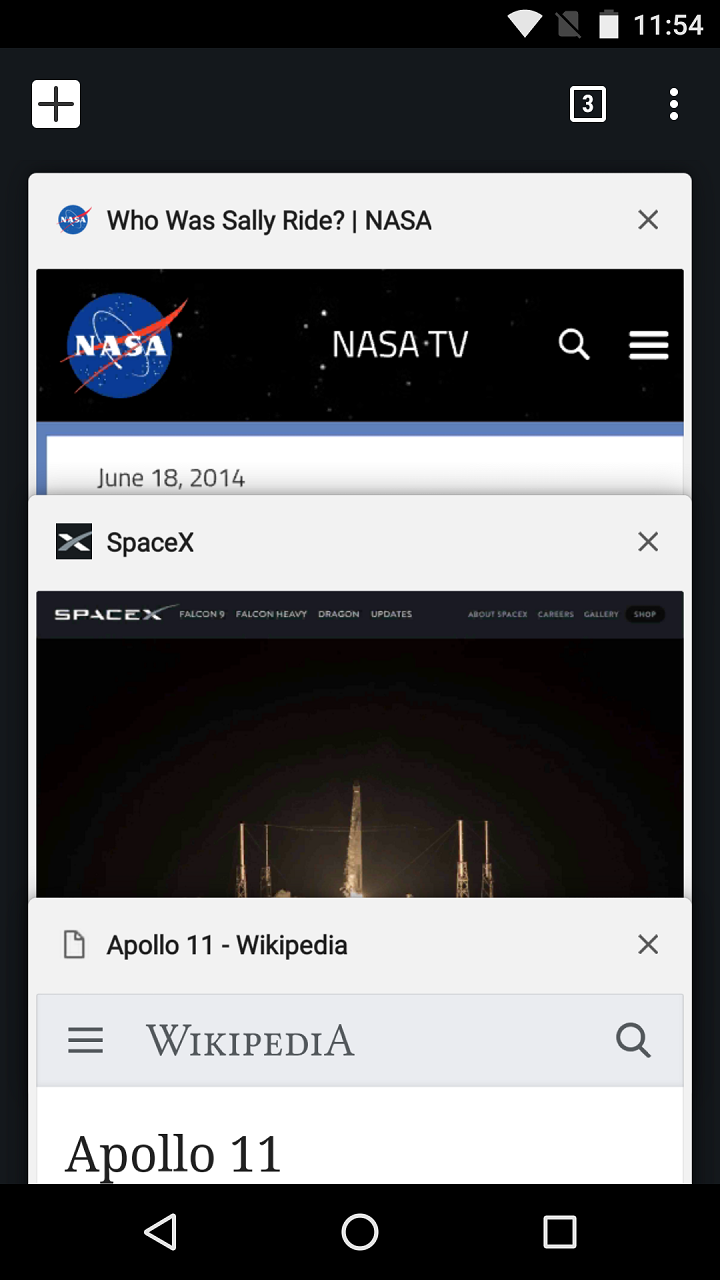 11:54
3
NASA Who Was Sally Ride? | NASA
NASA NASA TV
June 18, 2014
SpaceX
SPACEX FALCON 9 FALCON HEAVY DRAGON UPDATES ABOUT SPACEX CAREERS GALLERY SHOP
Apollo 11 - Wikipedia
WIKIPEDIA
Apollo 11